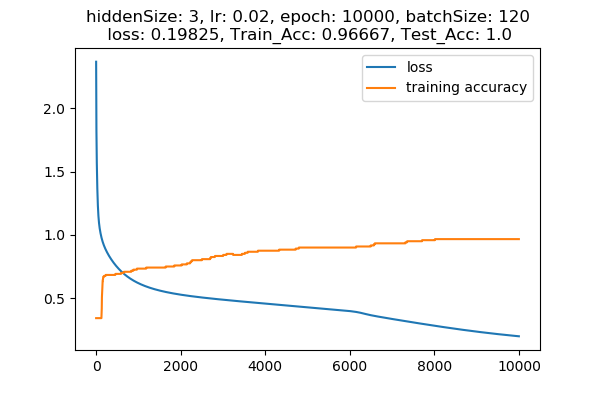 hiddenSize: 3, lr: 0.02, epoch: 10000, batchSize: 120
loss: 0.19825, Train_Acc: 0.96667, Test_Acc: 1.0
loss
training accuracy
2.0
1.5
1.0
0.5
0 2000 4000 6000 8000 10000